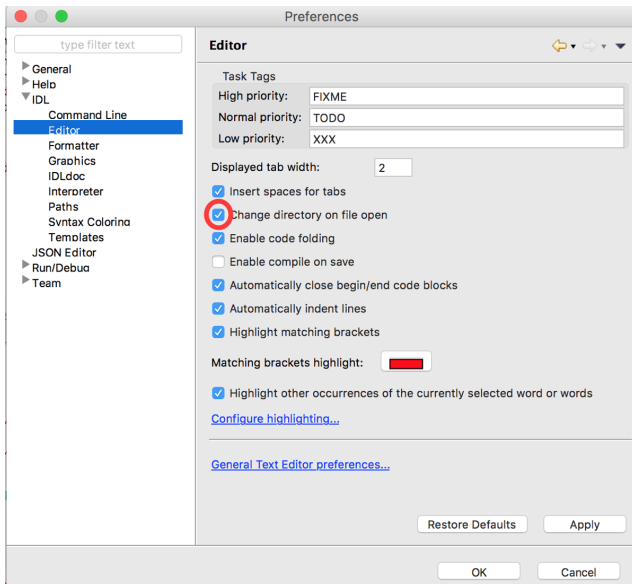 Preferences
type filter text
General
Help
IDL
Command Line
Editor
Formatter
Graphics
IDLdoc
Interpreter
Paths
Syntax Coloring
Templates
JSON Editor
Run/Debug
Team
Editor
Task Tags
High priority: FIXME
Normal priority: TODO
Low priority: XXX
Displayed tab width: 2
Insert spaces for tabs
Change directory on file open
Enable code folding
Enable compile on save
Automatically close begin/end code blocks
Automatically indent lines
Highlight matching brackets
Matching brackets highlight:
Highlight other occurrences of the currently selected word or words
Configure highlighting...
General Text Editor preferences...
Restore Defaults Apply
OK Cancel